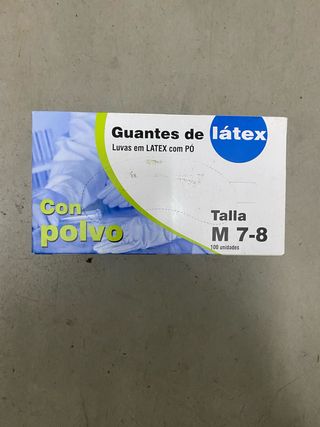 Guantes de látex
Luvas em LATEX com PÓ
Con
polvo
Talla
M 7-8
100 unidades